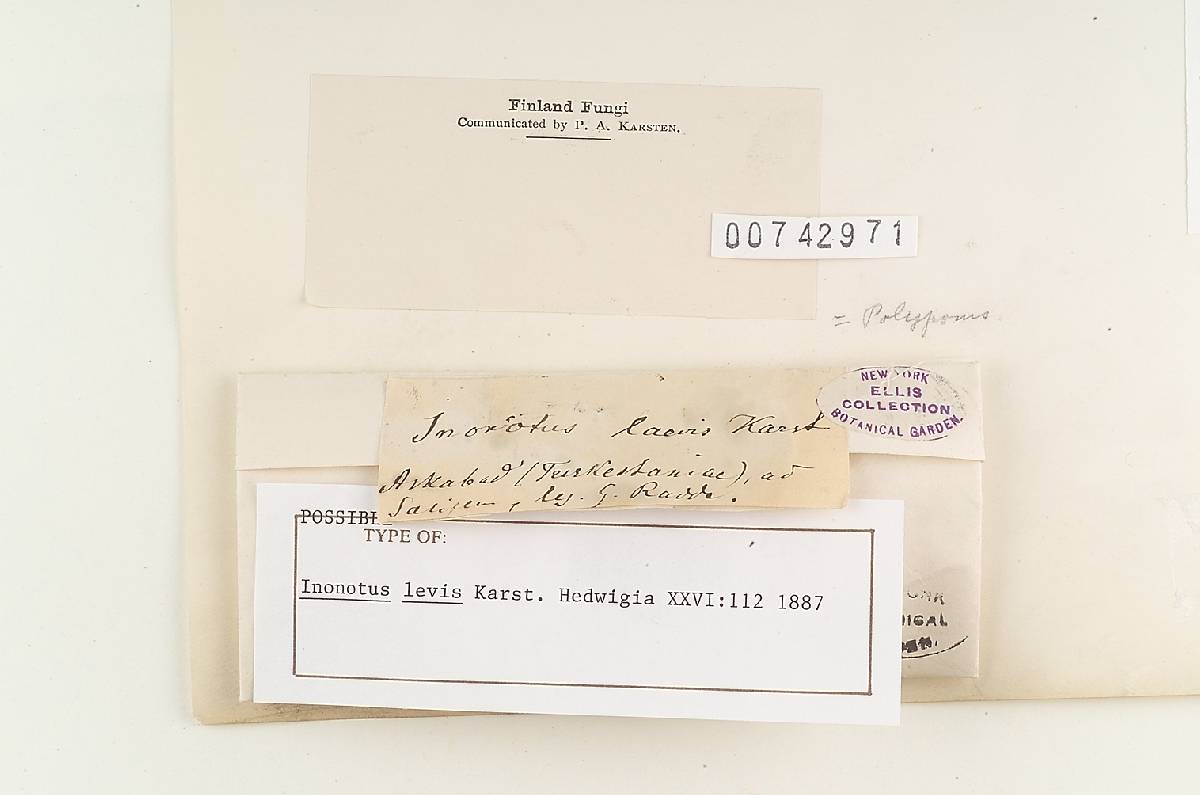 Finland Fungi
Communicated by P. A. KARSTEN.
00742971
= Polyporus
NEW YORK
ELLIS
COLLECTION
BOTANICAL GARDEN.
Inonotus laevis Karst
Askabad (Turkestaniae), ad
Salicem, leg. G. Radde.
POSSIBL
TYPE OF:
Inonotus levis Karst. Hedwigia XXVI:112 1887